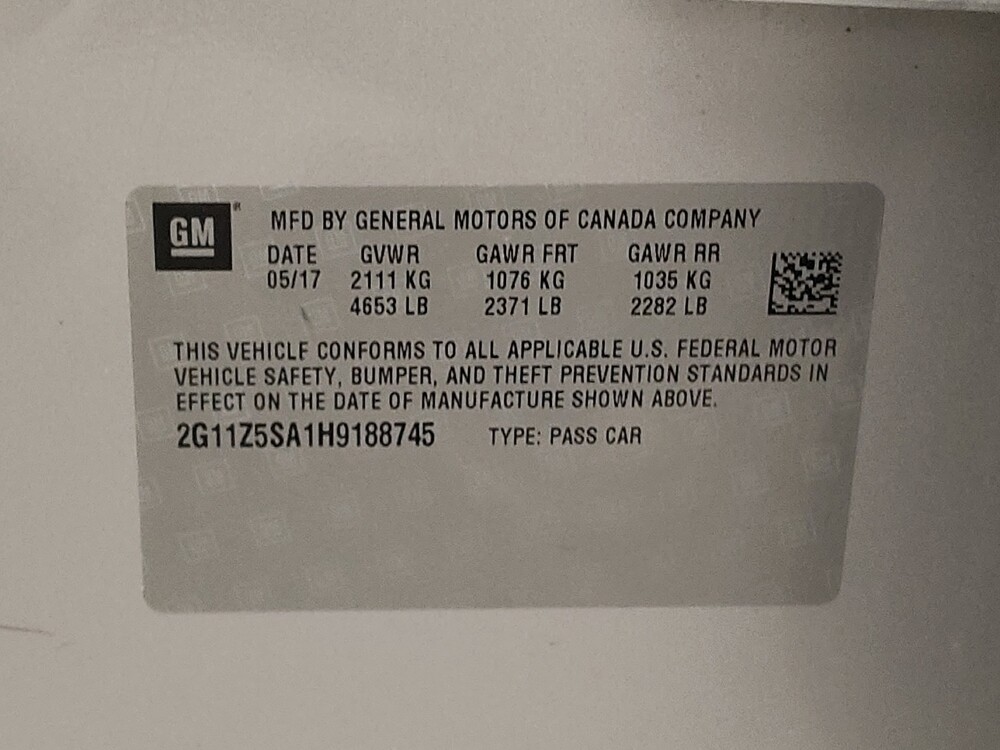 GM
MFD BY GENERAL MOTORS OF CANADA COMPANY
DATE GVWR GAWR FRT GAWR RR
05/17 2111 KG 1076 KG 1035 KG
4653 LB 2371 LB 2282 LB
THIS VEHICLE CONFORMS TO ALL APPLICABLE U.S. FEDERAL MOTOR
VEHICLE SAFETY, BUMPER, AND THEFT PREVENTION STANDARDS IN
EFFECT ON THE DATE OF MANUFACTURE SHOWN ABOVE.
2G11Z5SA1H9188745 TYPE: PASS CAR